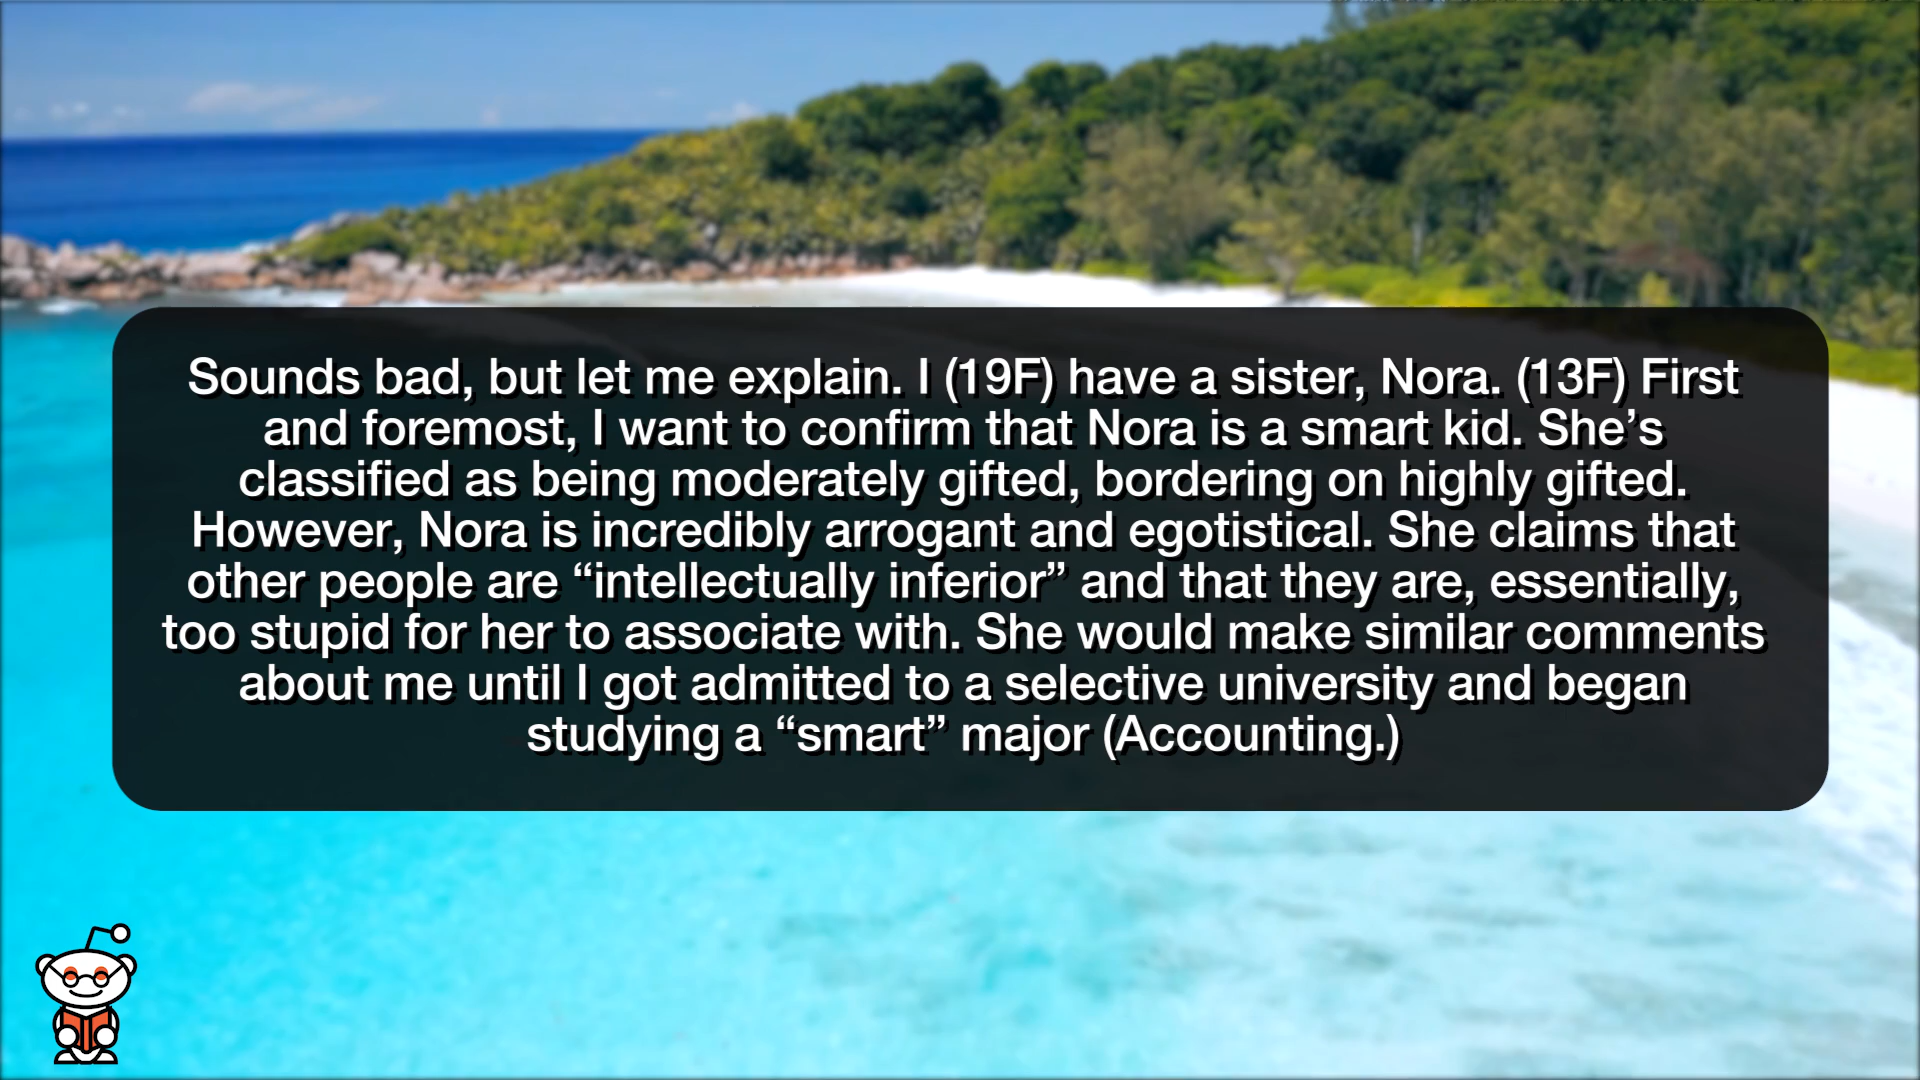 Sounds bad, but let me explain. I (19F) have a sister, Nora. (13F) First
and foremost, I want to confirm that Nora is a smart kid. She’s
classified as being moderately gifted, bordering on highly gifted.
However, Nora is incredibly arrogant and egotistical. She claims that
other people are “intellectually inferior” and that they are, essentially,
too stupid for her to associate with. She would make similar comments
about me until I got admitted to a selective university and began
studying a “smart” major (Accounting.)